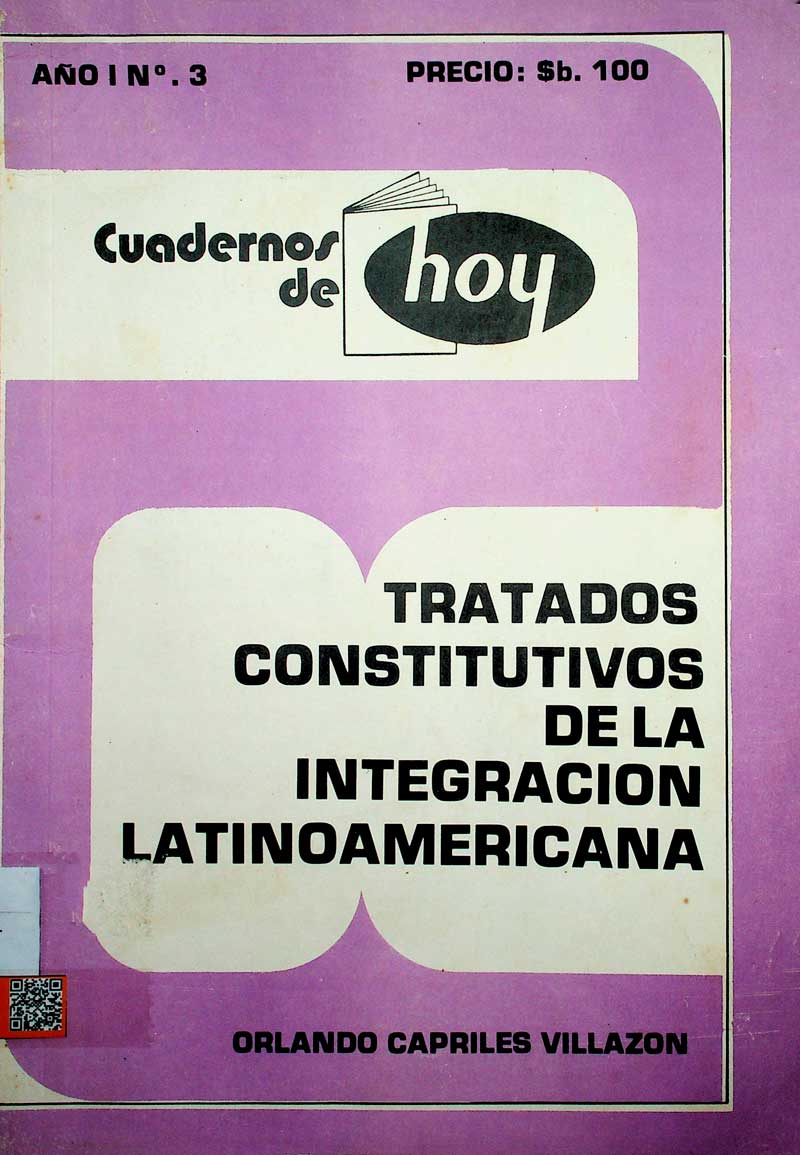 AÑO I Nº. 3
PRECIO: $b. 100
Cuadernos
de
hoy
TRATADOS
CONSTITUTIVOS
DE LA
INTEGRACION
LATINOAMERICANA
ORLANDO CAPRILES VILLAZON